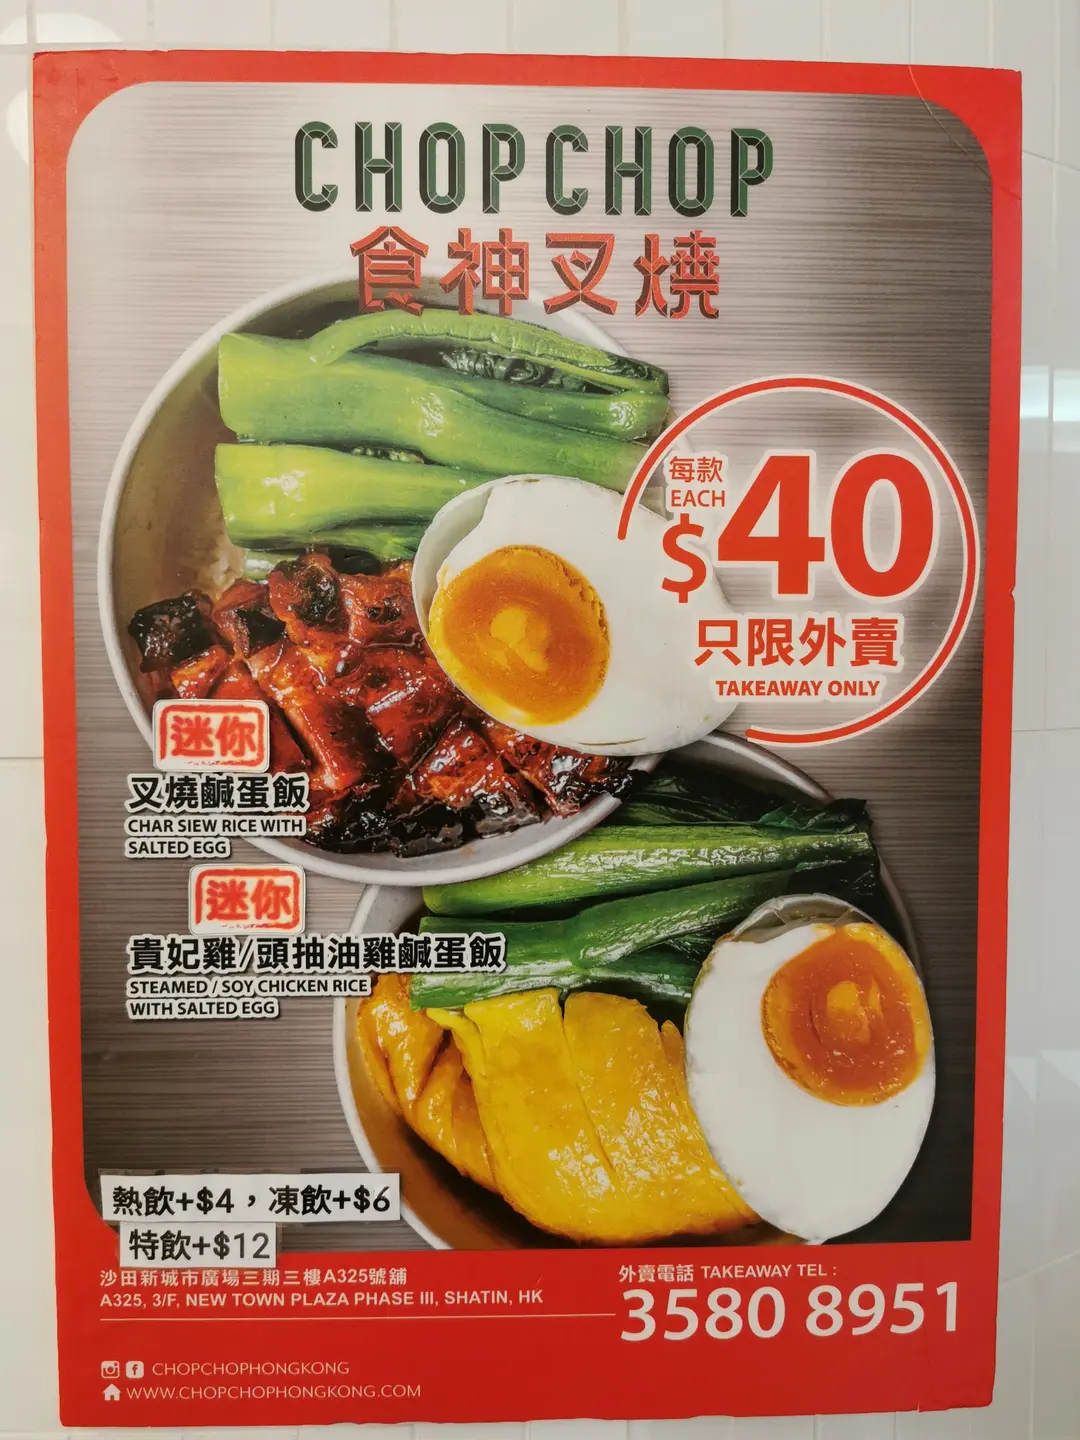 CHOPCHOP
食神叉燒
每款
EACH
$40
只限外賣
TAKEAWAY ONLY
迷你
叉燒鹹蛋飯
CHAR SIEW RICE WITH
SALTED EGG
迷你
貴妃雞/頭抽油雞鹹蛋飯
STEAMED / SOY CHICKEN RICE
WITH SALTED EGG
熱飲+$4，凍飲+$6
特飲+$12
沙田新城市廣場三期三樓A325號舖
A325, 3/F, NEW TOWN PLAZA PHASE III, SHATIN, HK
外賣電話 TAKEAWAY TEL :
3580 8951
CHOPCHOPHONGKONG
WWW.CHOPCHOPHONGKONG.COM